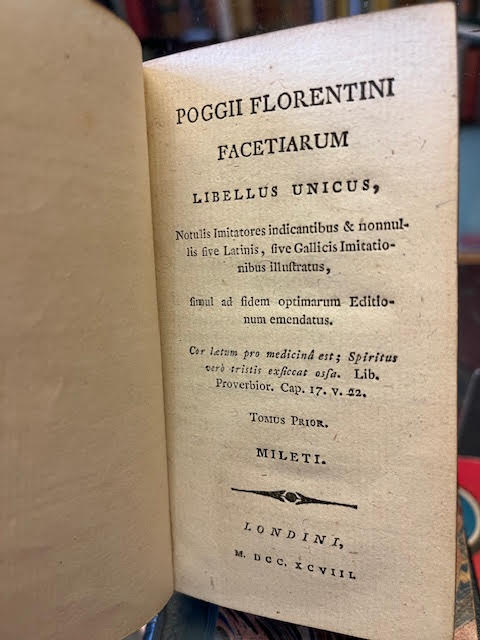 POGGII FLORENTINI
FACETIARUM
LIBELLUS UNICUS,
Notulis Imitatores indicantibus & nonnul-
lis ſive Latinis, ſive Gallicis Imitatio-
nibus illuſtratus,
ſimul ad fidem optimarum Editio-
num emendatus.
Cor lætum pro medicinâ est; Spiritus
verò tristis exſiccat oſſa. Lib.
Proverbior. Cap. 17. v. 22.
TOMUS PRIOR.
MILETI.
LONDINI,
M. DCC. XCVIII.